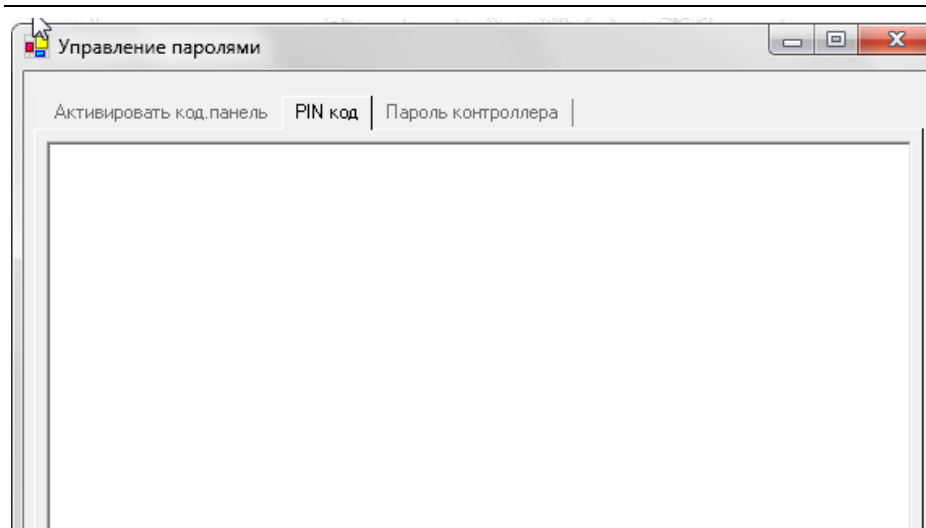 Управление паролями
Активировать код.панель PIN код Пароль контроллера